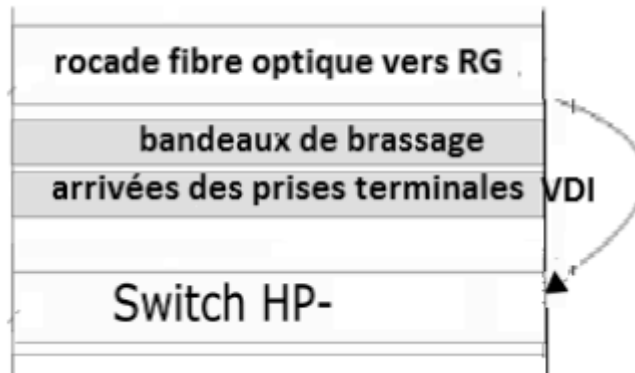 rocade fibre optique vers RG
bandeaux de brassage
arrivées des prises terminales VDI
Switch HP-